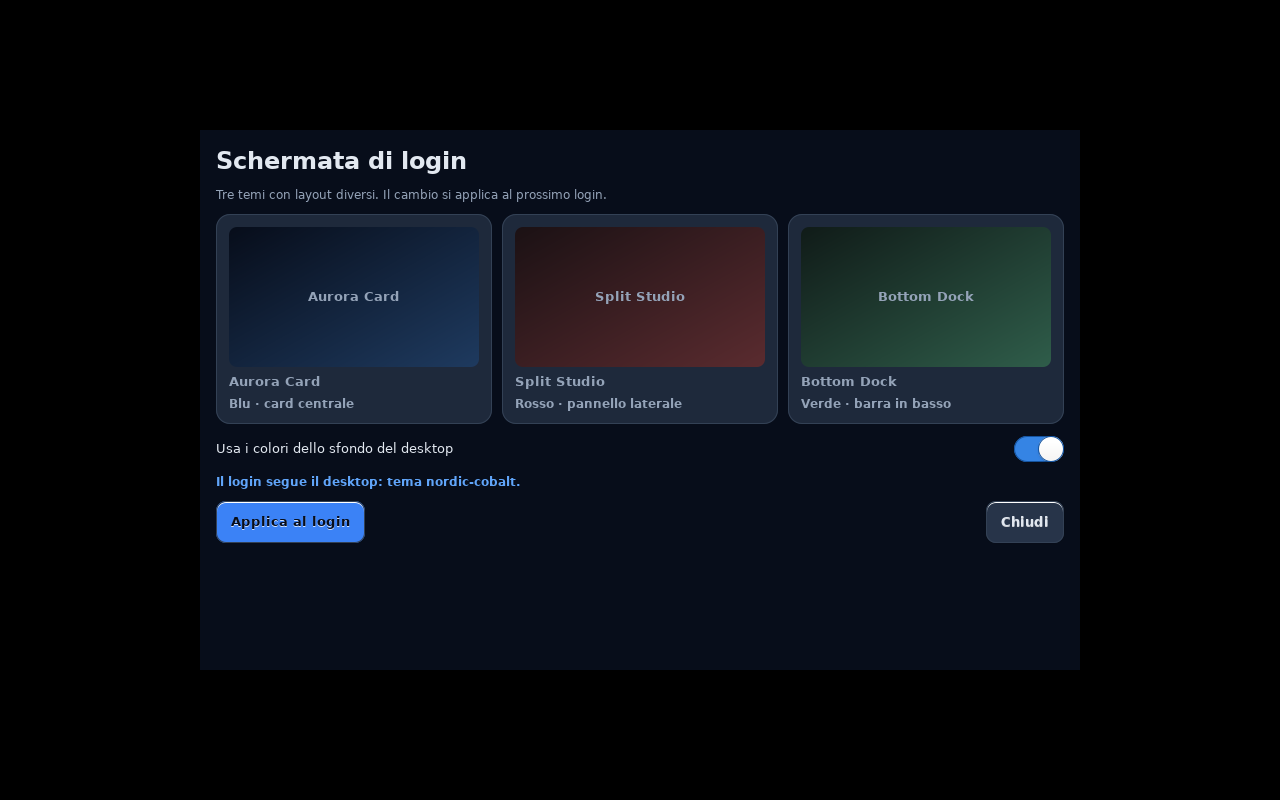 Schermata di login
Tre temi con layout diversi. Il cambio si applica al prossimo login.
Aurora Card
Split Studio
Bottom Dock
Aurora Card
Split Studio
Bottom Dock
Blu · card centrale
Rosso · pannello laterale
Verde · barra in basso
Usa i colori dello sfondo del desktop
Il login segue il desktop: tema nordic-cobalt.
Applica al login
Chiudi